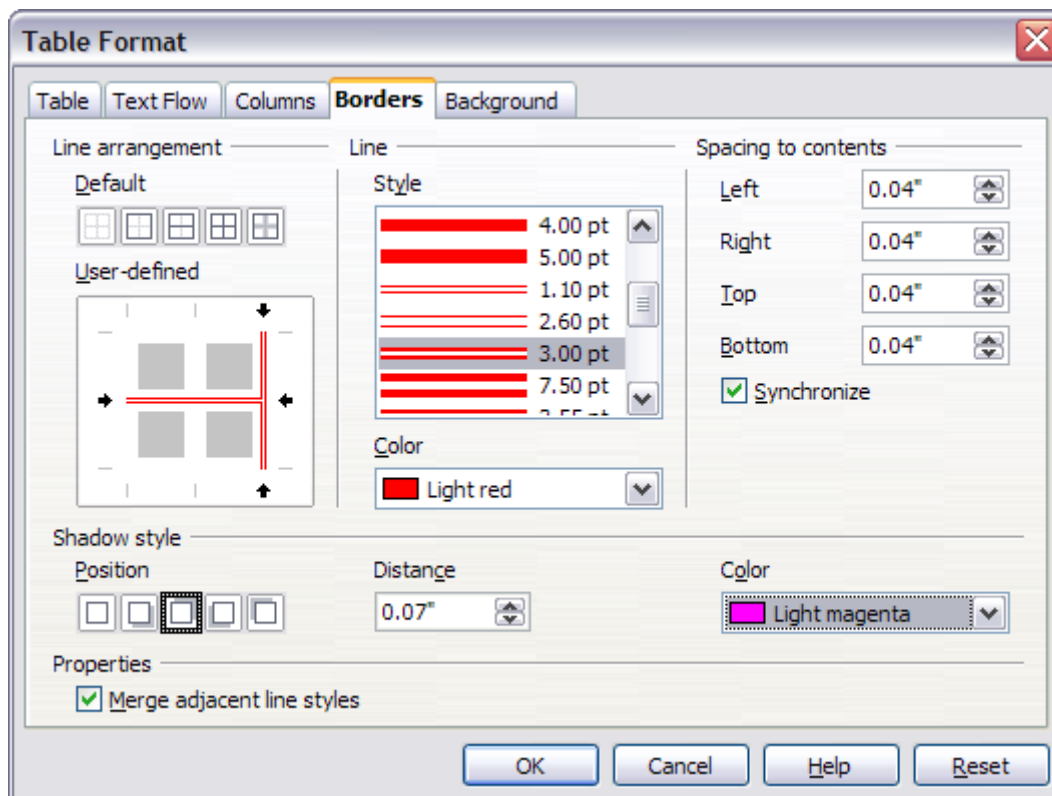 Table Format
Table Text Flow Columns Borders Background
Line arrangement
Default
User-defined
Line
Style
4.00 pt
5.00 pt
1.10 pt
2.60 pt
3.00 pt
7.50 pt
Color
Light red
Spacing to contents
Left 0.04"
Right 0.04"
Top 0.04"
Bottom 0.04"
Synchronize
Shadow style
Position
Distance
0.07"
Color
Light magenta
Properties
Merge adjacent line styles
OK Cancel Help Reset